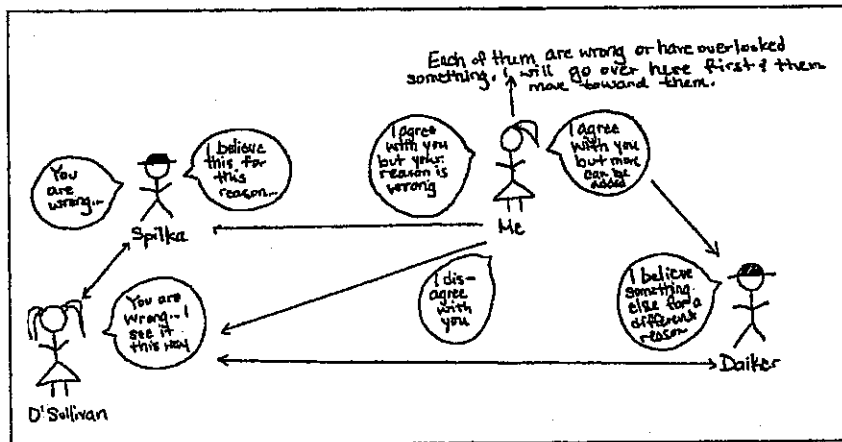 Each of them are wrong or have overlooked
something. I will go over here first & them
move toward them.
I agree
with you
but your
reason is
wrong
I agree
with you
but more
can be
added
I believe
this for
this
reason...
You
are
wrong...
Spilka
Me
You are
wrong... I
see it
this way
I dis-
agree
with
you
I believe
something
else for a
different
reason
Daiker
O'Sullivan